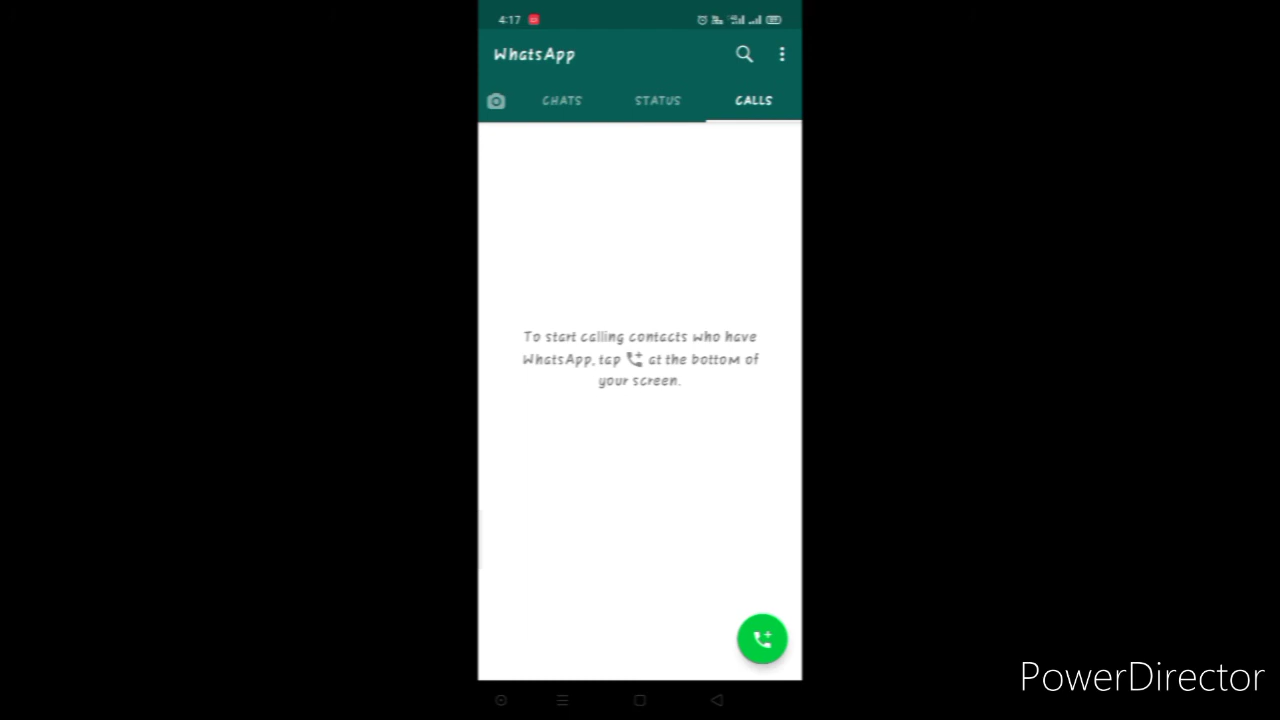 4:17
WhatsApp
CHATS STATUS CALLS
To start calling contacts who have
WhatsApp, tap at the bottom of
your screen.
PowerDirector